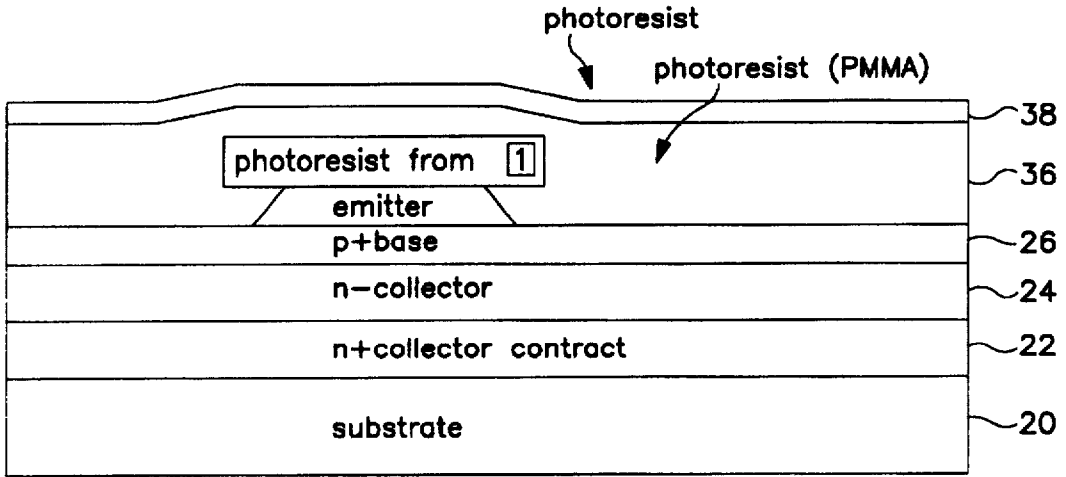 photoresist
photoresist (PMMA)
38
photoresist from 1
36
emitter
p+base
26
n-collector
24
n+collector contract
22
substrate
20